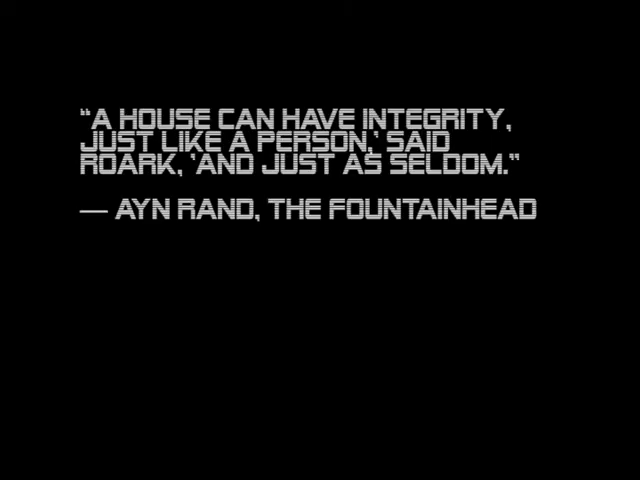 “A HOUSE CAN HAVE INTEGRITY,
JUST LIKE A PERSON,’ SAID
ROARK, ‘AND JUST AS SELDOM.”
— AYN RAND, THE FOUNTAINHEAD